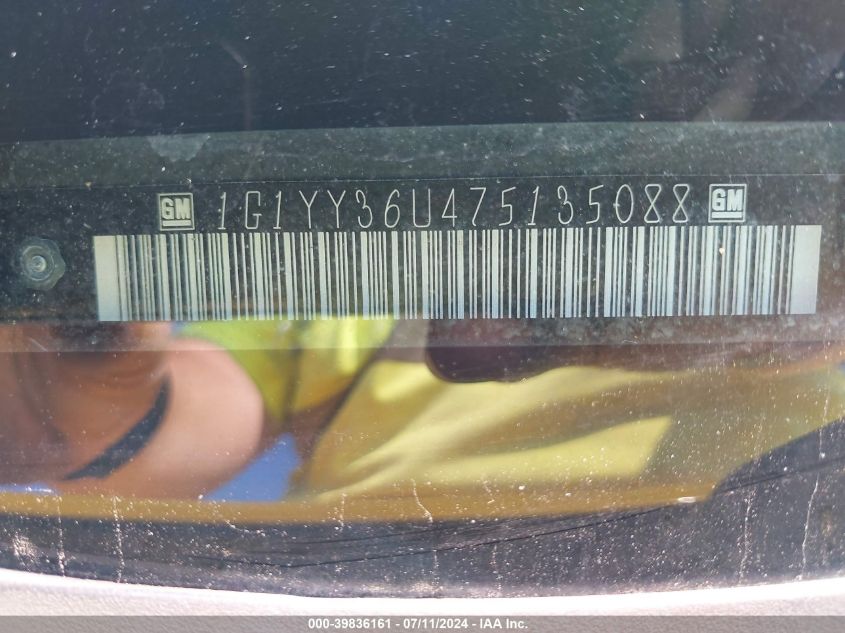 GM 1G1YY36U475135088 GM
000-39836161 - 07/11/2024 - IAA Inc.